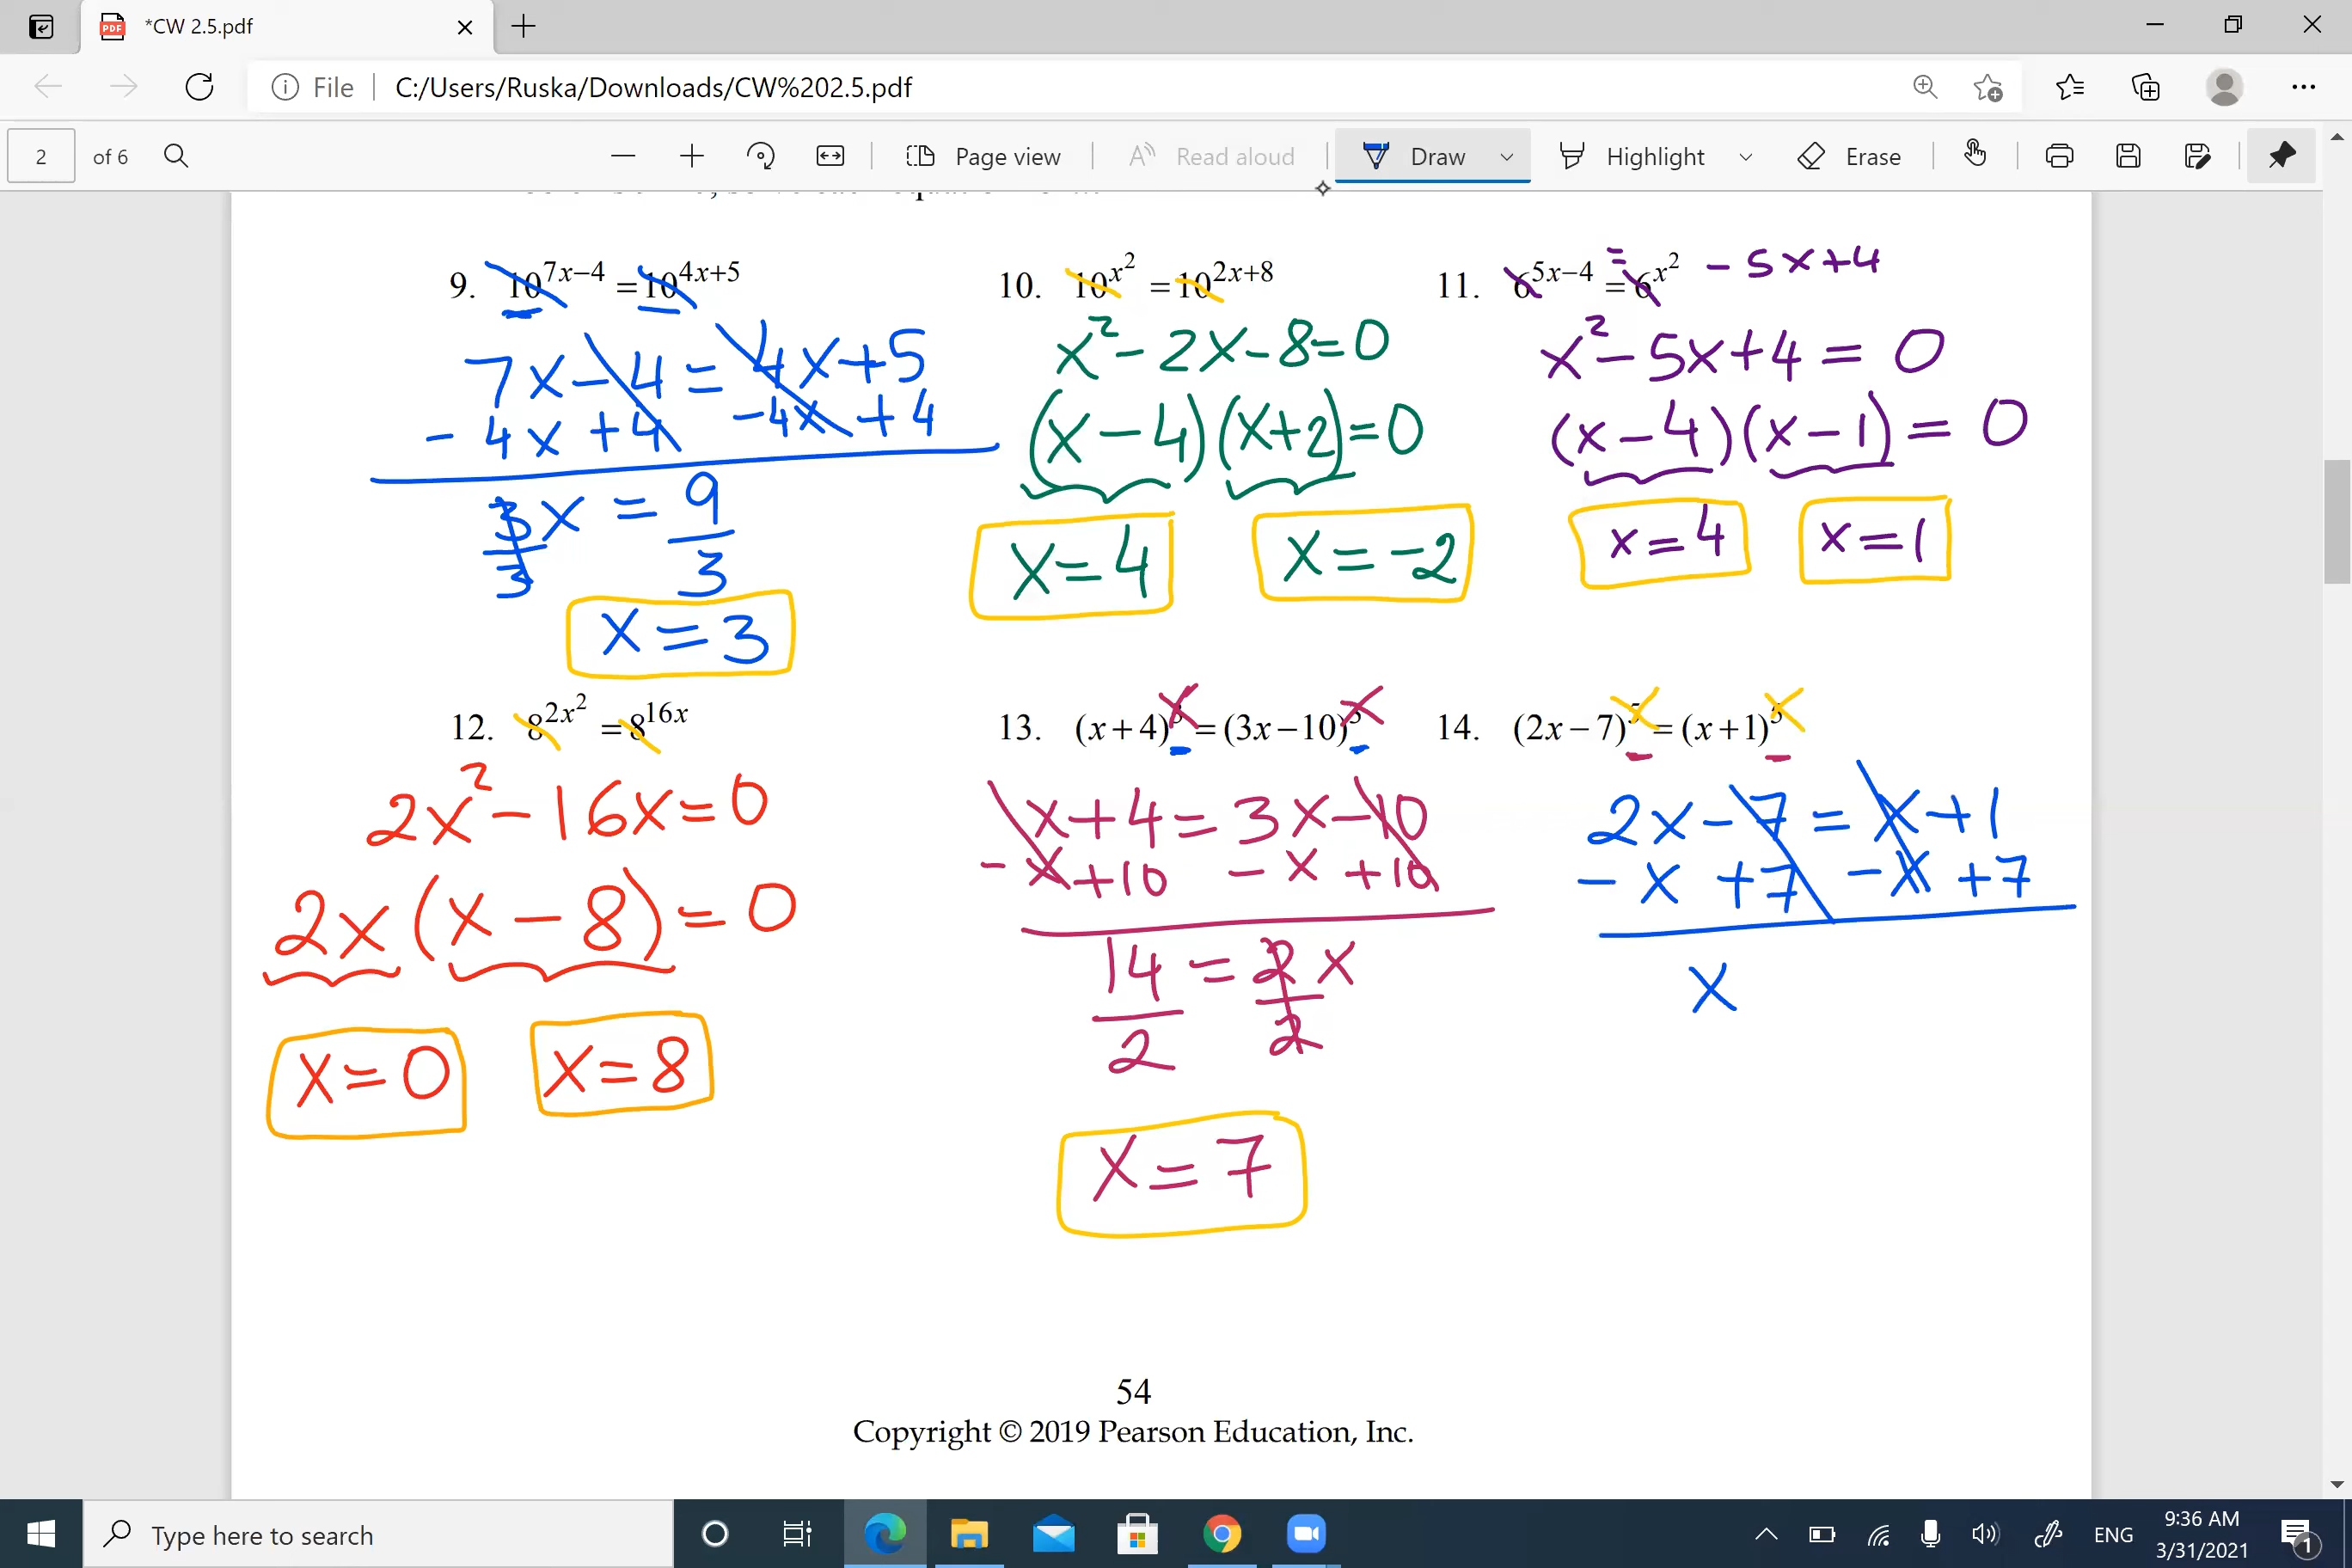 *CW 2.5.pdf
File C:/Users/Ruska/Downloads/CW%202.5.pdf
2 of 6 Page view Read aloud Draw Highlight Erase
9. 10^{7x−4} = 10^{4x+5}
7x − 4 = 4x + 5
− 4x + 4 − 4x + 4
3x = 9
3 3
x = 3
10. 10^{x²} = 10^{2x+8}
x² − 2x − 8 = 0
(x − 4)(x + 2) = 0
x = 4 x = −2
11. 6^{5x−4} = 6^{x²} = − 5x + 4
x² − 5x + 4 = 0
(x − 4)(x − 1) = 0
x = 4 x = 1
12. 8^{2x²} = 8^{16x}
2x² − 16x = 0
2x(x − 8) = 0
x = 0 x = 8
13. (x + 4)³ = (3x − 10)³
x + 4 = 3x − 10
− x + 10 − x + 10
14 = 2x
2 2
x = 7
14. (2x − 7)⁵ = (x + 1)⁵
2x − 7 = x + 1
− x + 7 − x + 7
x
54
Copyright © 2019 Pearson Education, Inc.
Type here to search
ENG
9:36 AM
3/31/2021
1